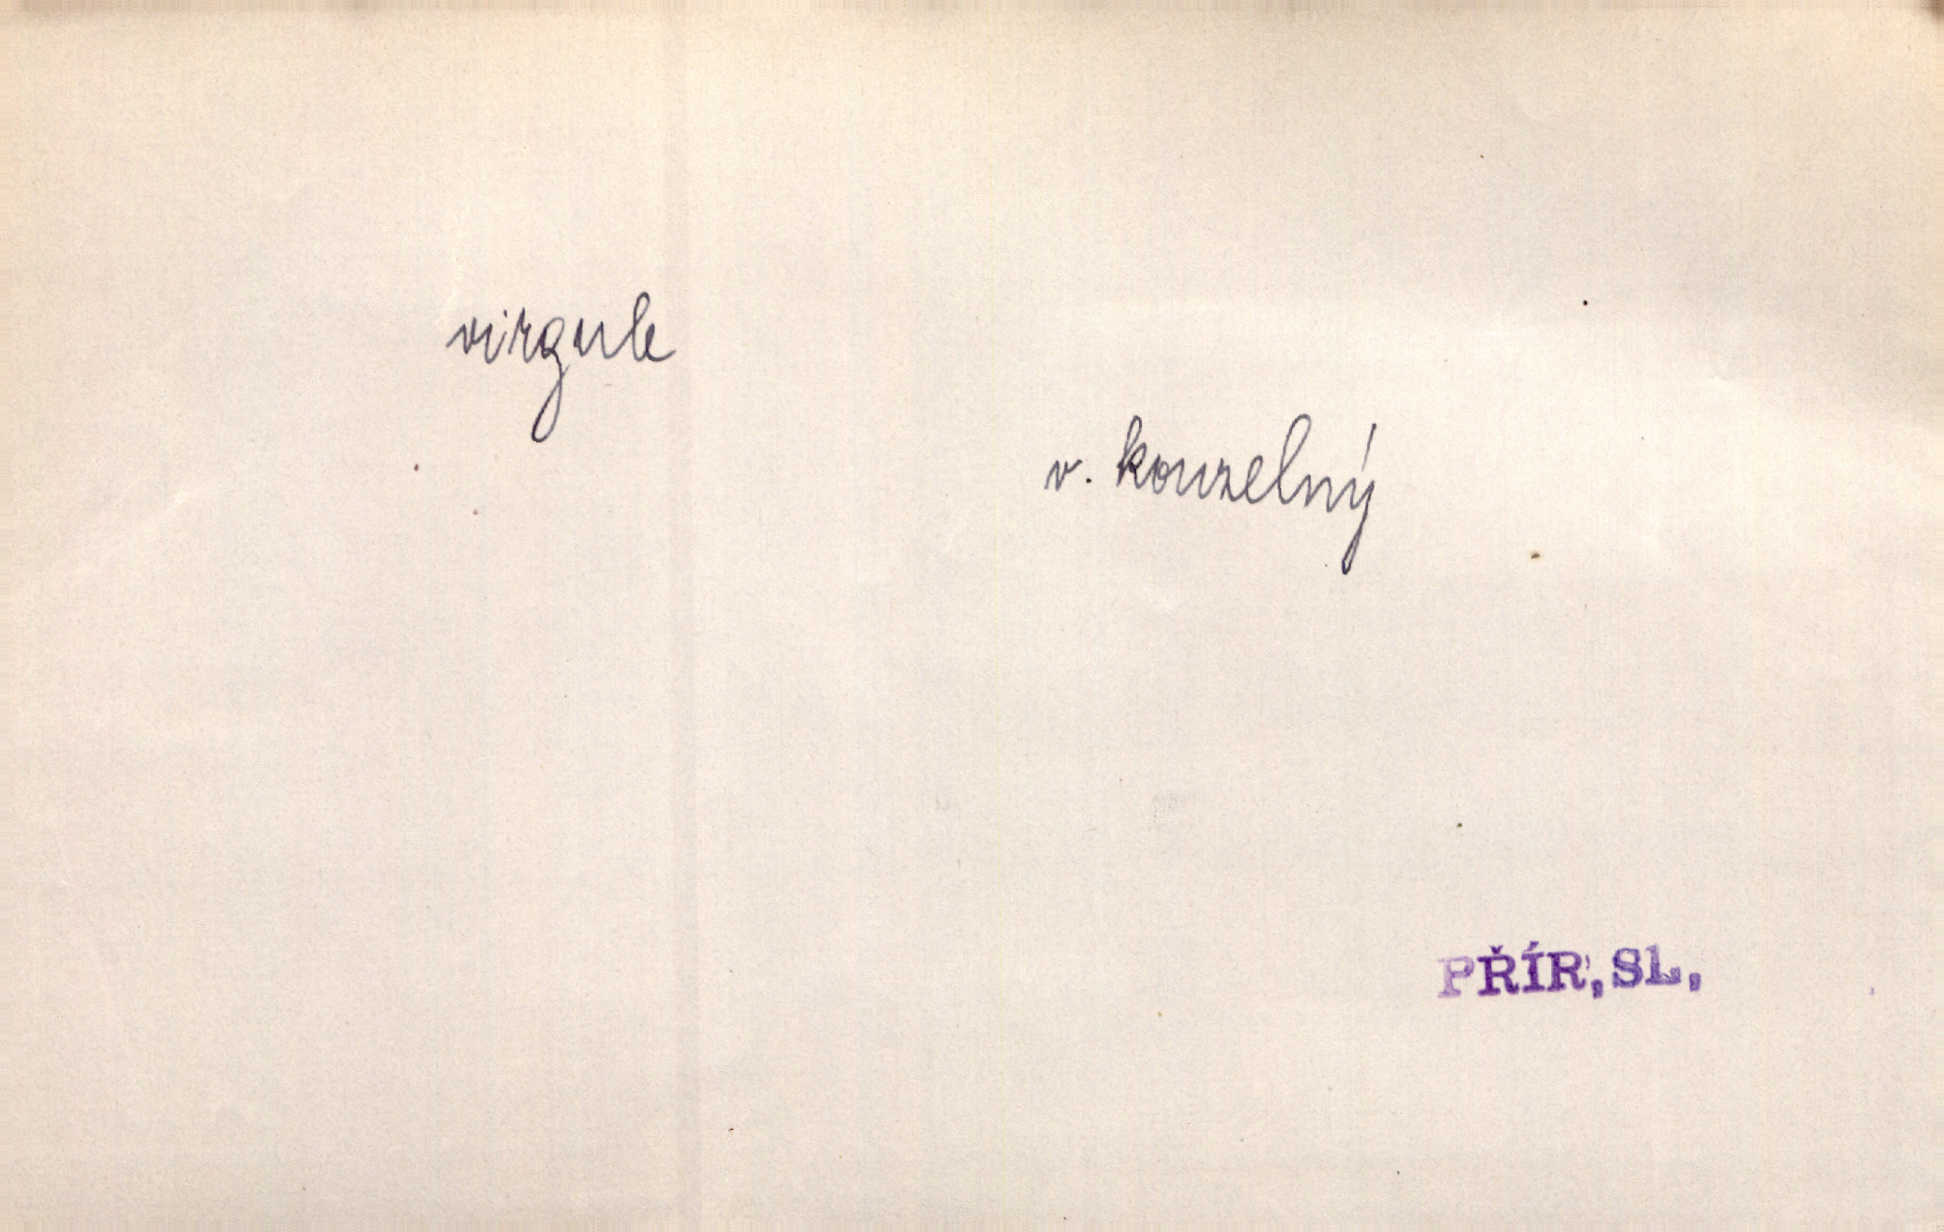 virgule
v. kouzelný
PŘÍR, SL,